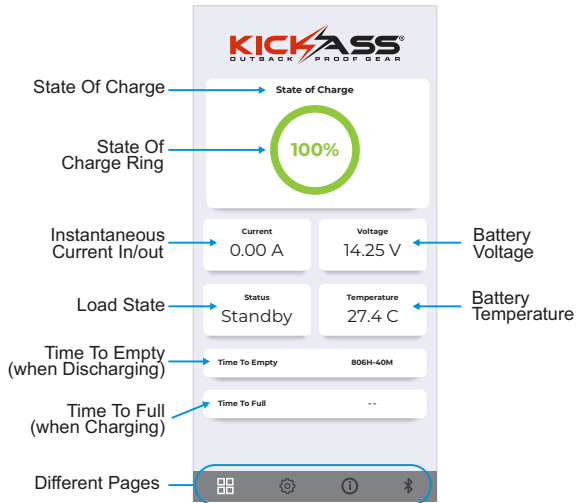 KICKASS®
OUTBACK PROOF GEAR
State Of Charge
State of Charge
State Of
Charge Ring
100%
Instantaneous
Current In/out
Current
0.00 A
Voltage
14.25 V
Battery
Voltage
Load State
Status
Standby
Temperature
27.4 C
Battery
Temperature
Time To Empty
(when Discharging)
Time To Empty
806H-40M
Time To Full
(when Charging)
Time To Full
--
Different Pages